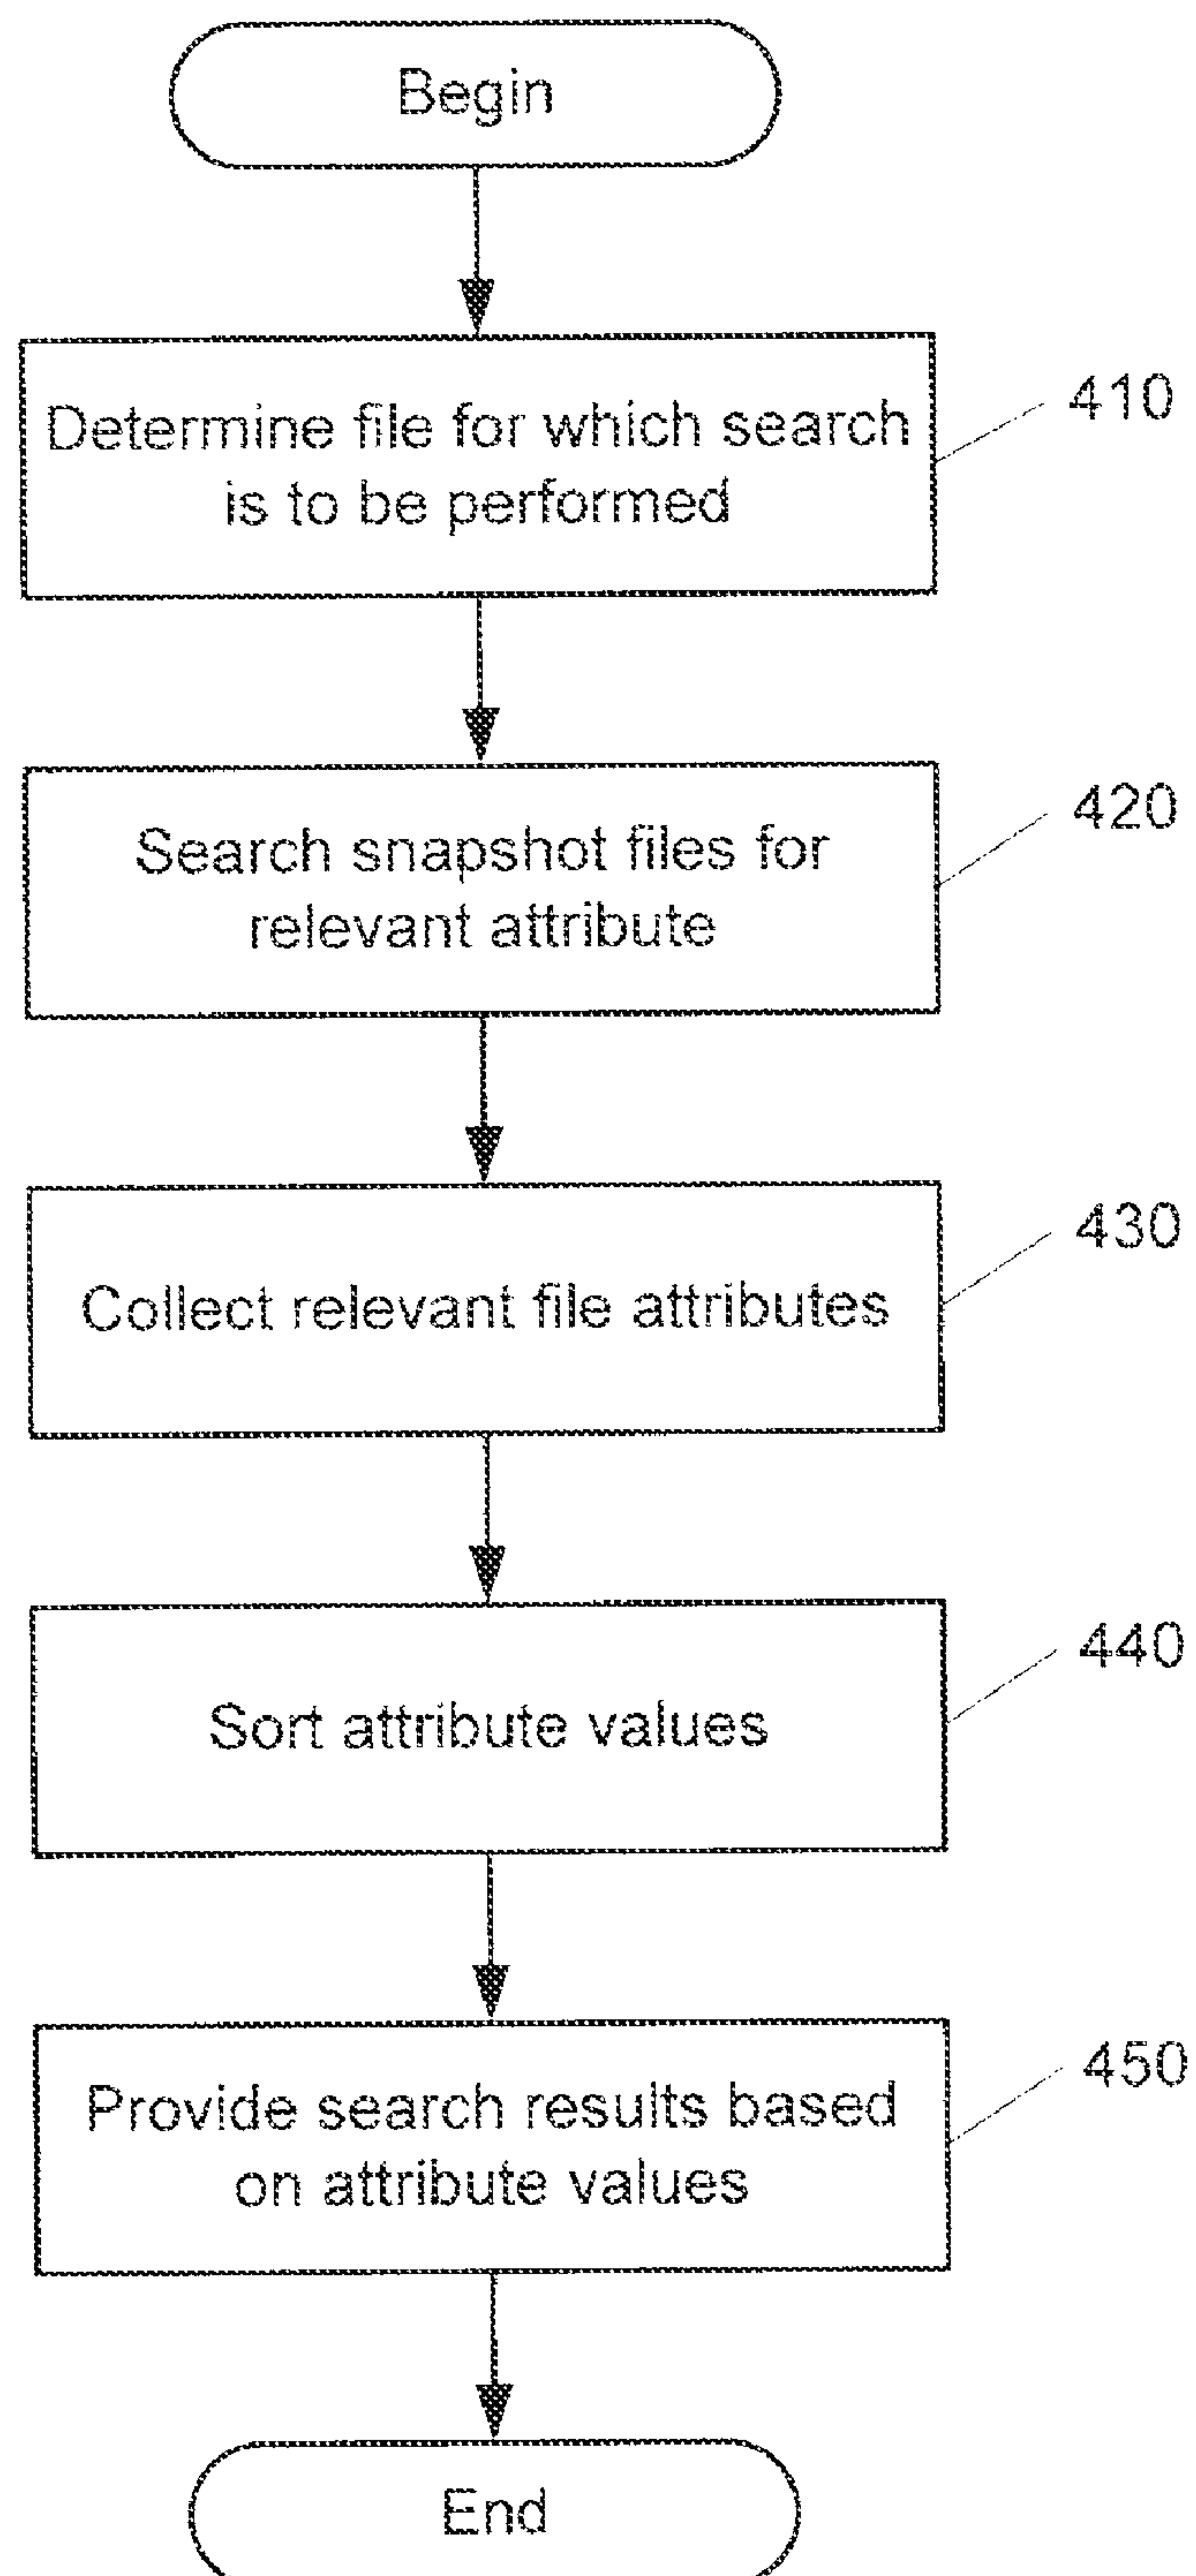 Begin
Determine file for which search
is to be performed
410
Search snapshot files for
relevant attribute
420
Collect relevant file attributes
430
Sort attribute values
440
Provide search results based
on attribute values
450
End